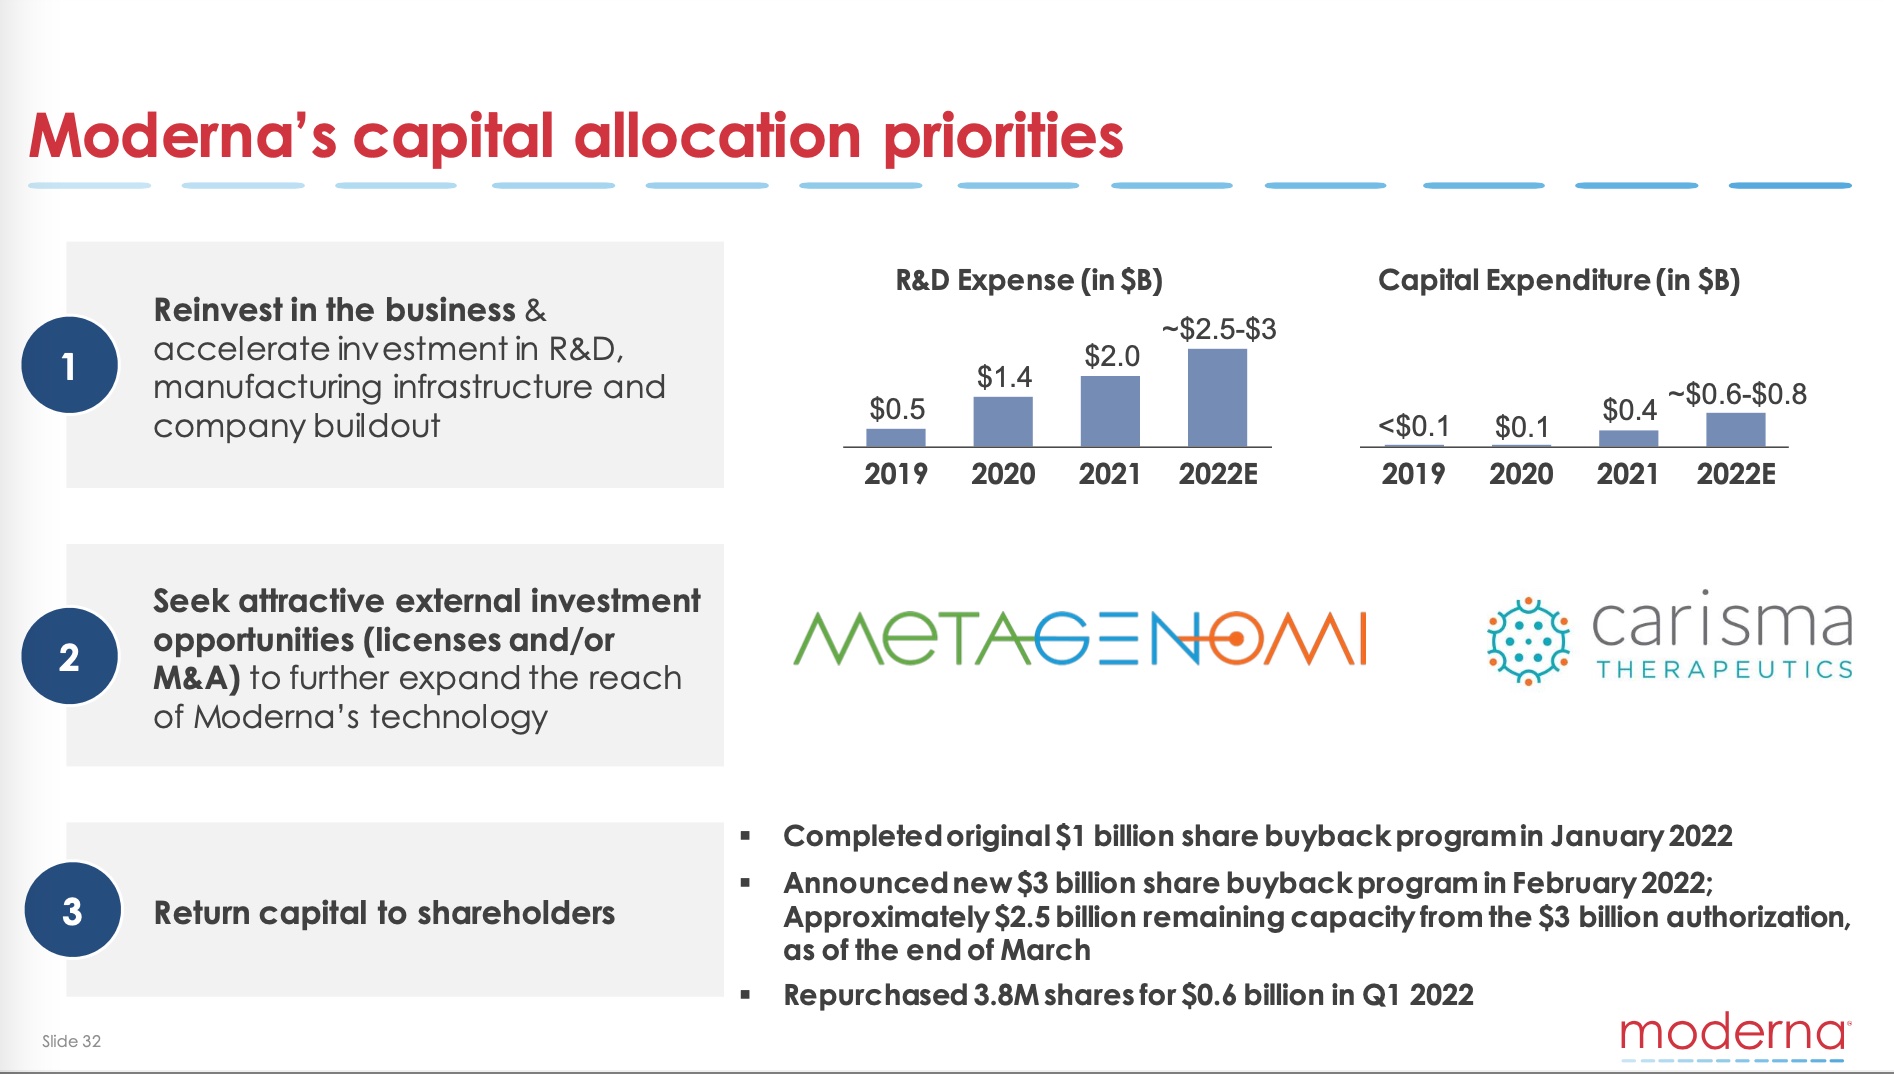 Moderna’s capital allocation priorities
1
Reinvest in the business &
accelerate investment in R&D,
manufacturing infrastructure and
company buildout
R&D Expense (in $B)
$0.5
$1.4
$2.0
~$2.5-$3
2019 2020 2021 2022E
Capital Expenditure (in $B)
<$0.1
$0.1
$0.4
~$0.6-$0.8
2019 2020 2021 2022E
2
Seek attractive external investment
opportunities (licenses and/or
M&A) to further expand the reach
of Moderna’s technology
METAGENOMI
carisma
THERAPEUTICS
3
Return capital to shareholders
▪ Completed original $1 billion share buyback program in January 2022
▪ Announced new $3 billion share buyback program in February 2022;
Approximately $2.5 billion remaining capacity from the $3 billion authorization,
as of the end of March
▪ Repurchased 3.8M shares for $0.6 billion in Q1 2022
Slide 32
moderna